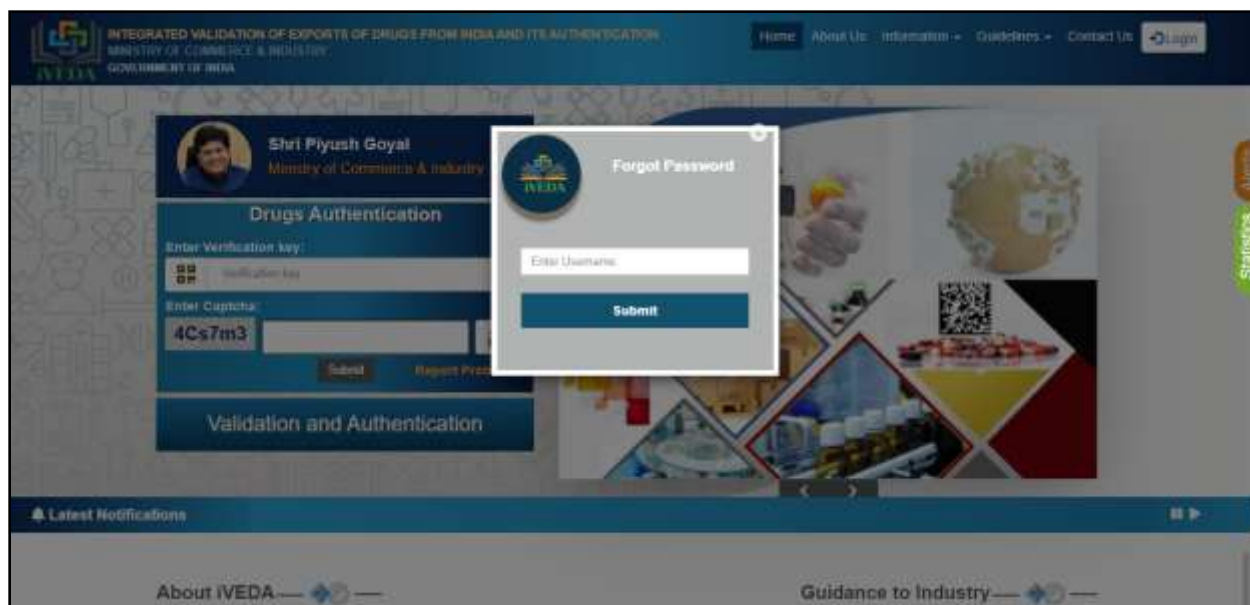 INTEGRATED VALIDATION OF EXPORTS OF DRUGS FROM INDIA AND ITS AUTHENTICATION
MINISTRY OF COMMERCE & INDUSTRY
GOVERNMENT OF INDIA
iVEDA
Home About Us Information Guidelines Contact Us Login
Shri Piyush Goyal
Ministry of Commerce & Industry
Drugs Authentication
Enter Verification key:
Verification key
Enter Captcha:
4Cs7m3
Submit Report
Validation and Authentication
iVEDA
Forgot Password
Enter Username
Submit
Statistics
Latest Notifications
About iVEDA
Guidance to Industry